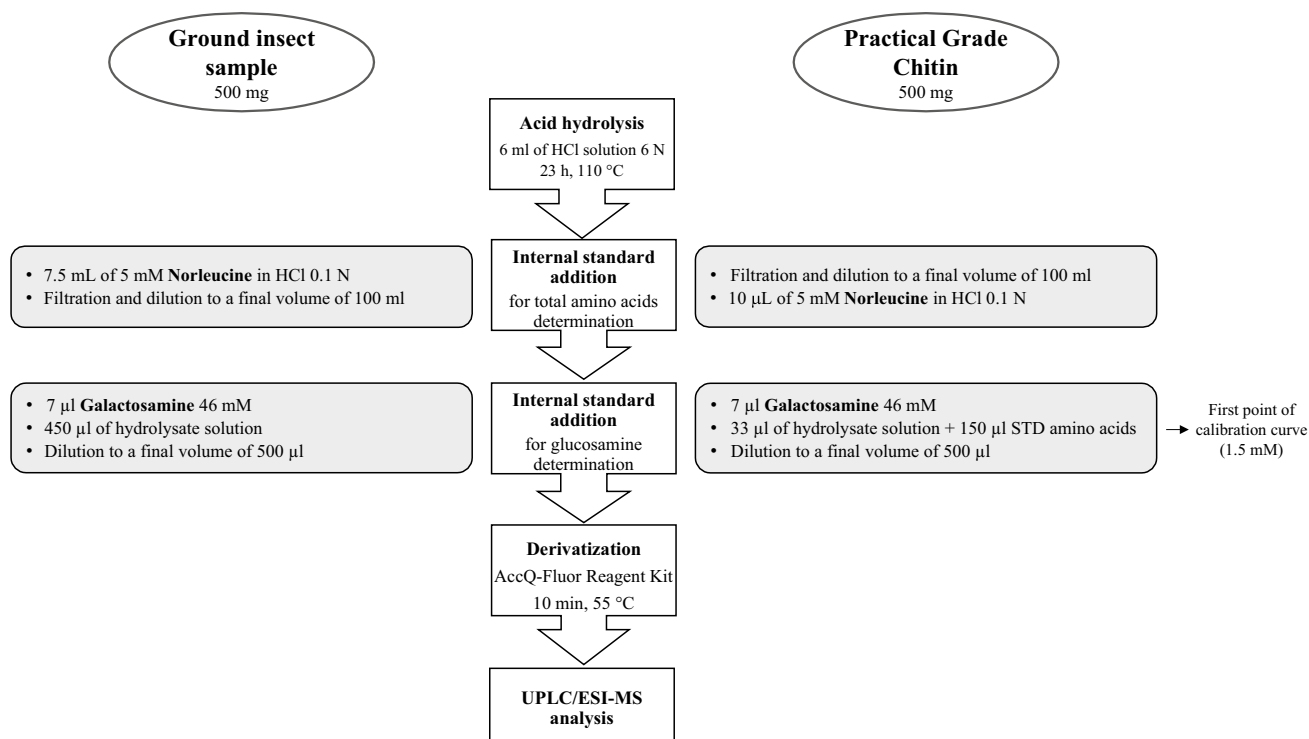 Ground insect
sample
500 mg
Practical Grade
Chitin
500 mg
Acid hydrolysis
6 ml of HCl solution 6 N
23 h, 110 °C
• 7.5 mL of 5 mM Norleucine in HCl 0.1 N
• Filtration and dilution to a final volume of 100 ml
Internal standard
addition
for total amino acids
determination
• Filtration and dilution to a final volume of 100 ml
• 10 µL of 5 mM Norleucine in HCl 0.1 N
• 7 µl Galactosamine 46 mM
• 450 µl of hydrolysate solution
• Dilution to a final volume of 500 µl
Internal standard
addition
for glucosamine
determination
• 7 µl Galactosamine 46 mM
• 33 µl of hydrolysate solution + 150 µl STD amino acids
• Dilution to a final volume of 500 µl
First point of
calibration curve
(1.5 mM)
Derivatization
AccQ-Fluor Reagent Kit
10 min, 55 °C
UPLC/ESI-MS
analysis